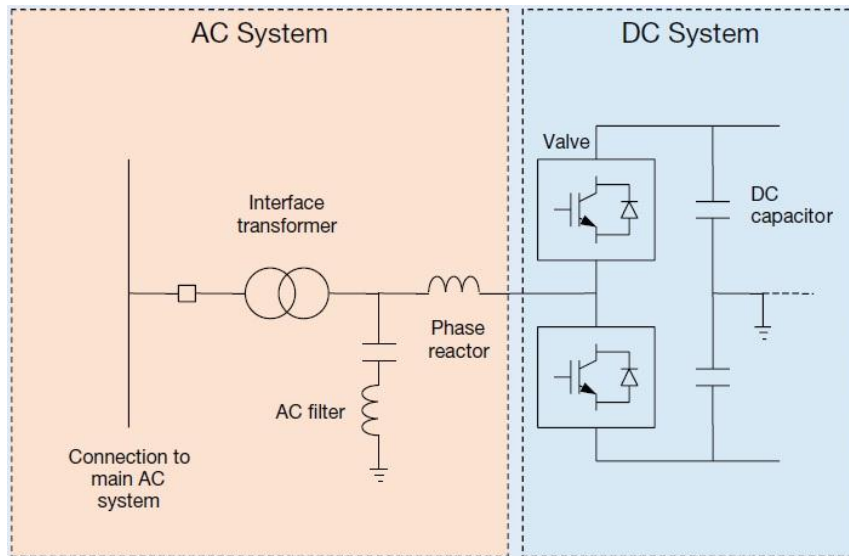 AC System
DC System
Valve
Interface
transformer
DC
capacitor
Phase
reactor
AC filter
Connection to
main AC
system